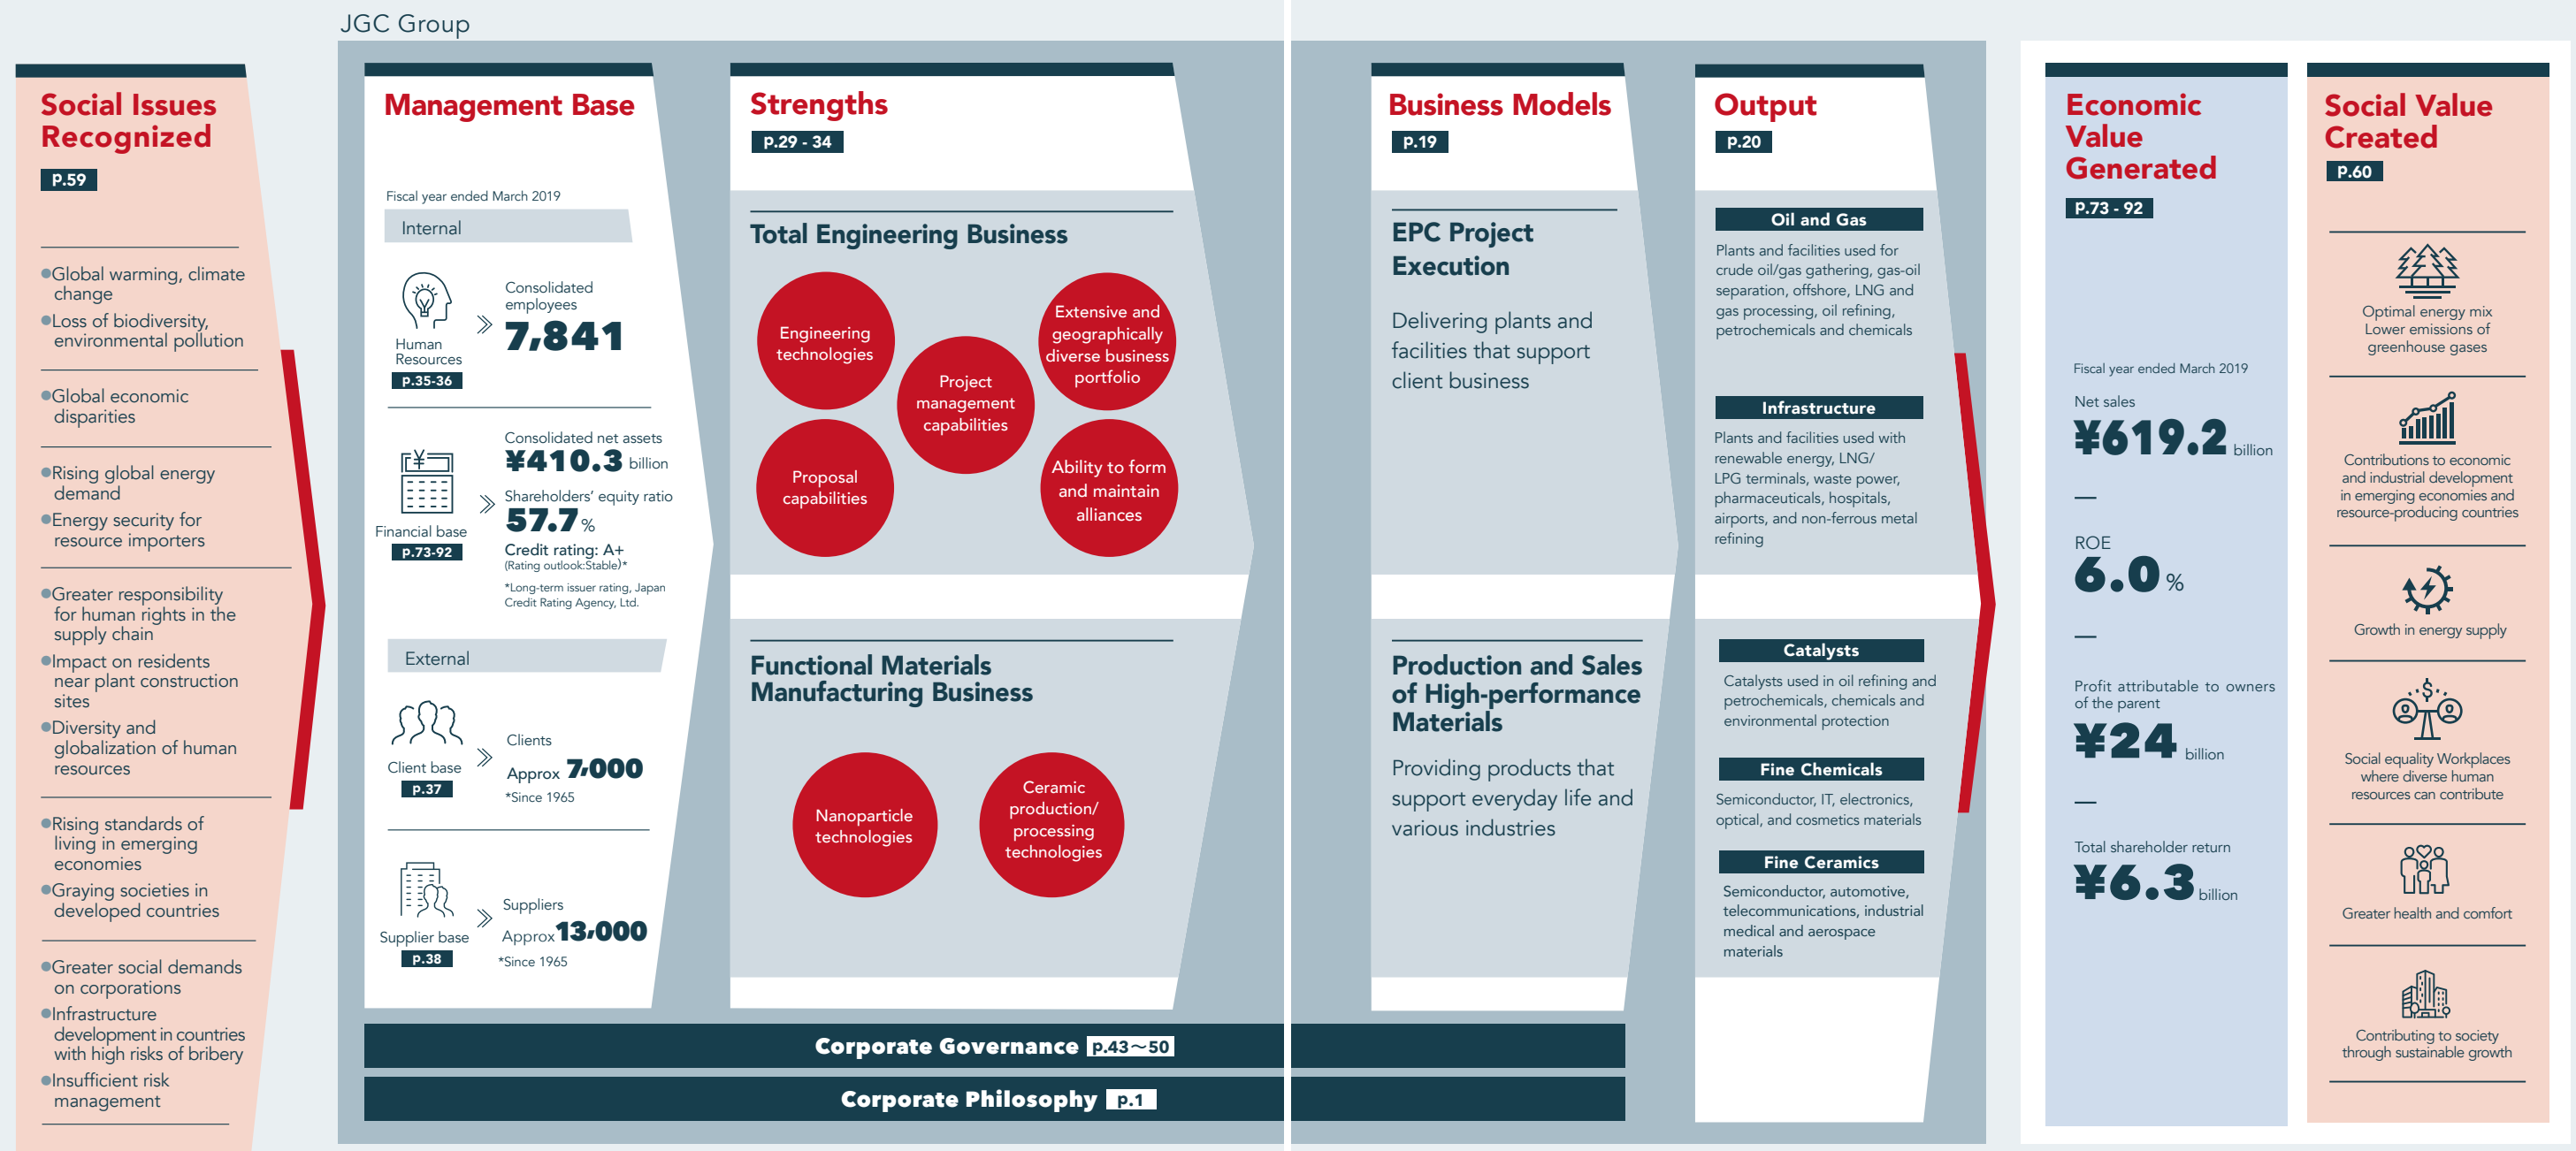 JGC Group
Social Issues
Recognized
p.59
●Global warming, climate
change
●Loss of biodiversity,
environmental pollution
●Global economic
disparities
●Rising global energy
demand
●Energy security for
resource importers
●Greater responsibility
for human rights in the
supply chain
●Impact on residents
near plant construction
sites
●Diversity and
globalization of human
resources
●Rising standards of
living in emerging
economies
●Graying societies in
developed countries
●Greater social demands
on corporations
●Infrastructure
development in countries
with high risks of bribery
●Insufficient risk
management
Management Base
Fiscal year ended March 2019
Internal
Human
Resources
p.35-36
Consolidated
employees
7,841
Financial base
p.73-92
Consolidated net assets
¥410.3 billion
Shareholders' equity ratio
57.7 %
Credit rating: A+
(Rating outlook:Stable)*
*Long-term issuer rating, Japan
Credit Rating Agency, Ltd.
External
Client base
p.37
Clients
Approx 7,000
*Since 1965
Supplier base
p.38
Suppliers
Approx 13,000
*Since 1965
Strengths
p.29 - 34
Total Engineering Business
Engineering
technologies
Extensive and
geographically
diverse business
portfolio
Project
management
capabilities
Proposal
capabilities
Ability to form
and maintain
alliances
Functional Materials
Manufacturing Business
Nanoparticle
technologies
Ceramic
production/
processing
technologies
Business Models
p.19
EPC Project
Execution
Delivering plants and
facilities that support
client business
Production and Sales
of High-performance
Materials
Providing products that
support everyday life and
various industries
Output
p.20
Oil and Gas
Plants and facilities used for
crude oil/gas gathering, gas-oil
separation, offshore, LNG and
gas processing, oil refining,
petrochemicals and chemicals
Infrastructure
Plants and facilities used with
renewable energy, LNG/
LPG terminals, waste power,
pharmaceuticals, hospitals,
airports, and non-ferrous metal
refining
Catalysts
Catalysts used in oil refining and
petrochemicals, chemicals and
environmental protection
Fine Chemicals
Semiconductor, IT, electronics,
optical, and cosmetics materials
Fine Ceramics
Semiconductor, automotive,
telecommunications, industrial
medical and aerospace
materials
Corporate Governance p.43～50
Corporate Philosophy p.1
Economic
Value
Generated
p.73 - 92
Fiscal year ended March 2019
Net sales
¥619.2 billion
ROE
6.0 %
Profit attributable to owners
of the parent
¥24 billion
Total shareholder return
¥6.3 billion
Social Value
Created
p.60
Optimal energy mix
Lower emissions of
greenhouse gases
Contributions to economic
and industrial development
in emerging economies and
resource-producing countries
Growth in energy supply
Social equality Workplaces
where diverse human
resources can contribute
Greater health and comfort
Contributing to society
through sustainable growth